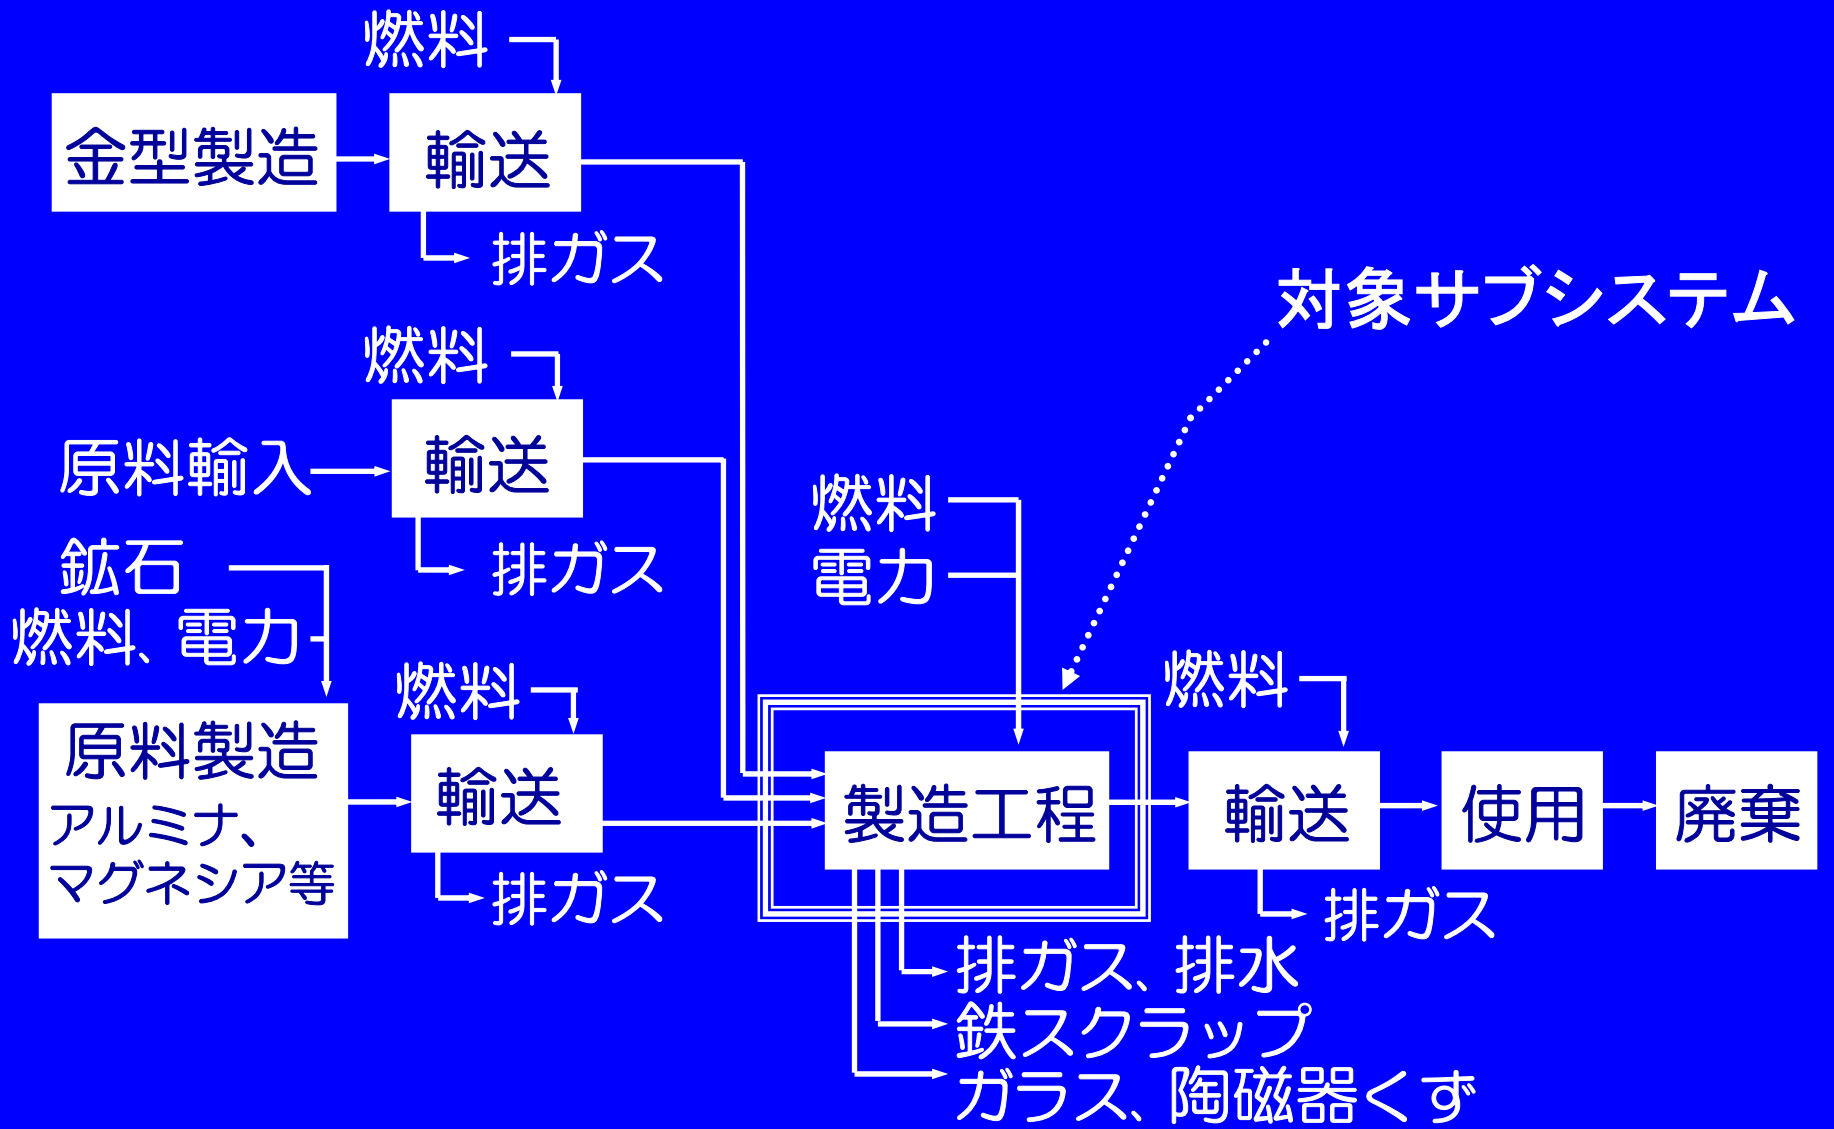 燃料
金型製造
輸送
排ガス
対象サブシステム
燃料
原料輸入
輸送
排ガス
鉱石
燃料、電力
燃料
電力
原料製造
アルミナ、
マグネシア等
燃料
輸送
排ガス
製造工程
燃料
輸送
使用
廃棄
排ガス
排ガス、排水
鉄スクラップ
ガラス、陶磁器くず